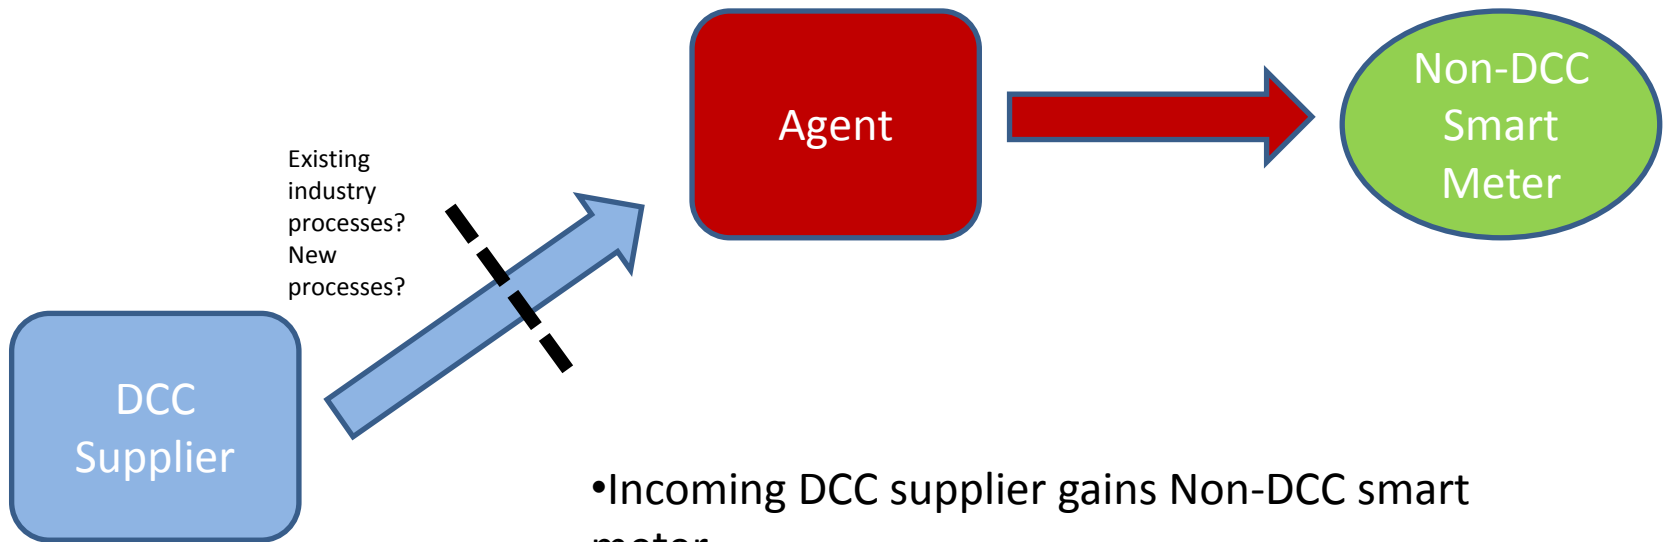 Non-DCC
Smart
Meter
Agent
Existing
industry
processes?
New
processes?
DCC
Supplier
•Incoming DCC supplier gains Non-DCC smart
meter